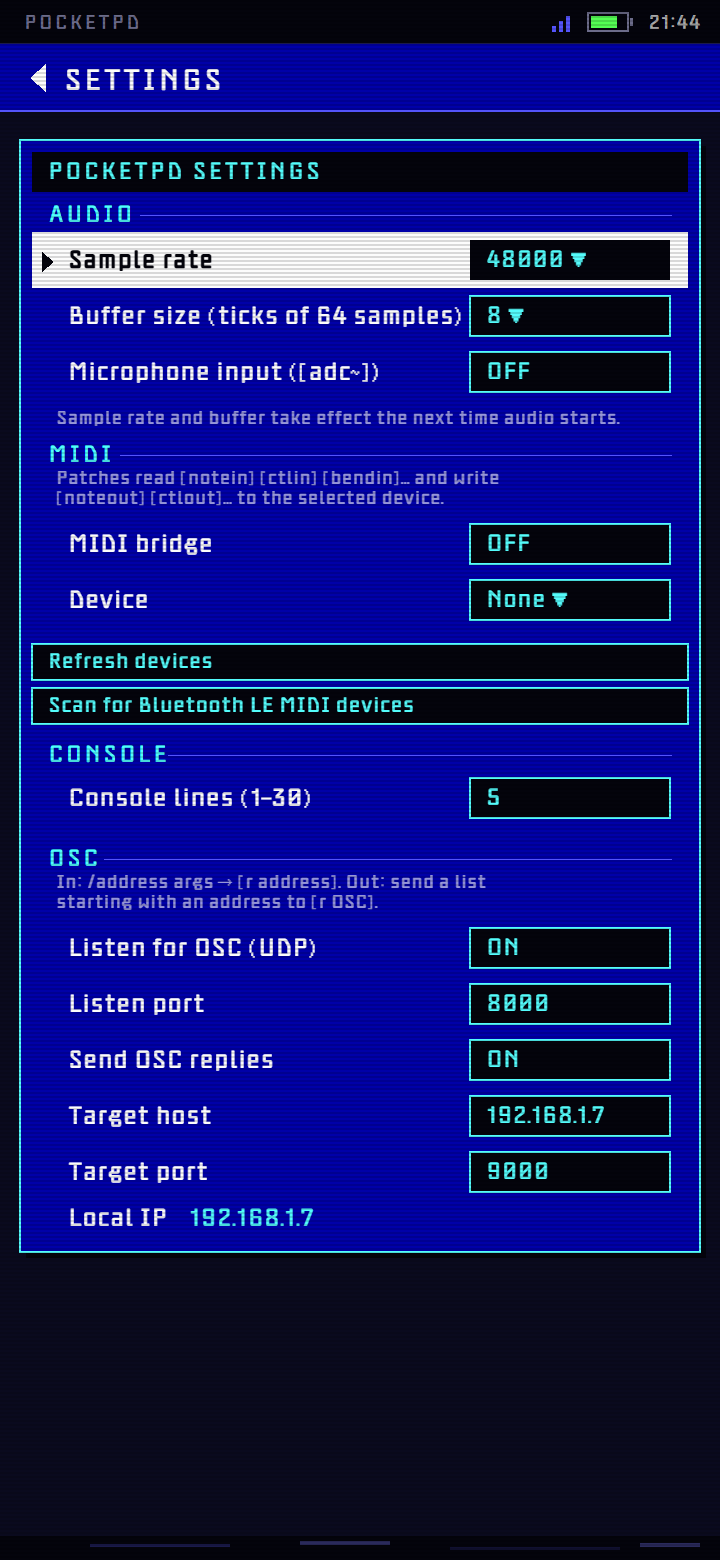 POCKETPD
21:44
SETTINGS
POCKETPD SETTINGS
AUDIO
Sample rate 48000 ▼
Buffer size (ticks of 64 samples) 8 ▼
Microphone input ([adc~]) OFF
Sample rate and buffer take effect the next time audio starts.
MIDI
Patches read [notein] [ctlin] [bendin]… and write
[noteout] [ctlout]… to the selected device.
MIDI bridge OFF
Device None ▼
Refresh devices
Scan for Bluetooth LE MIDI devices
CONSOLE
Console lines (1–30) 5
OSC
In: /address args → [r address]. Out: send a list
starting with an address to [r OSC].
Listen for OSC (UDP) ON
Listen port 8000
Send OSC replies ON
Target host 192.168.1.7
Target port 9000
Local IP 192.168.1.7